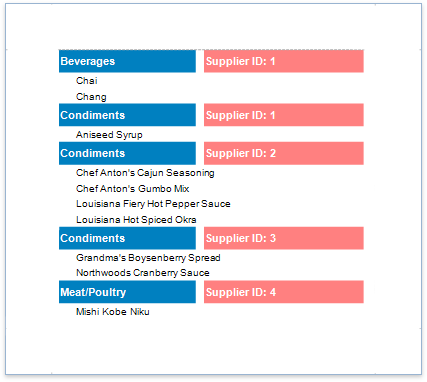 Beverages Supplier ID: 1
Chai
Chang
Condiments Supplier ID: 1
Aniseed Syrup
Condiments Supplier ID: 2
Chef Anton's Cajun Seasoning
Chef Anton's Gumbo Mix
Louisiana Fiery Hot Pepper Sauce
Louisiana Hot Spiced Okra
Condiments Supplier ID: 3
Grandma's Boysenberry Spread
Northwoods Cranberry Sauce
Meat/Poultry Supplier ID: 4
Mishi Kobe Niku